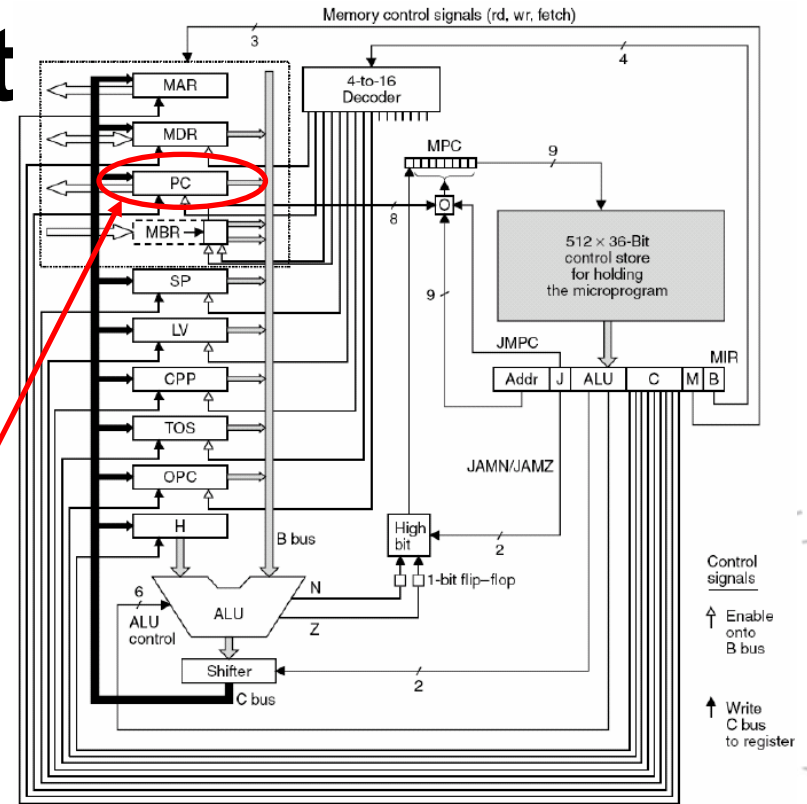 t
Memory control signals (rd, wr, fetch)
3
4
MAR
4-to-16
Decoder
MDR
MPC
9
PC
8
O
MBR
512 × 36-Bit
control store
for holding
the microprogram
SP
9
LV
JMPC
MIR
CPP
Addr J ALU C M B
TOS
JAMN/JAMZ
OPC
H
B bus
High
bit
2
Control
signals
6
ALU
control
ALU
N
Z
1-bit flip–flop
Enable
onto
B bus
Shifter
2
C bus
Write
C bus
to register